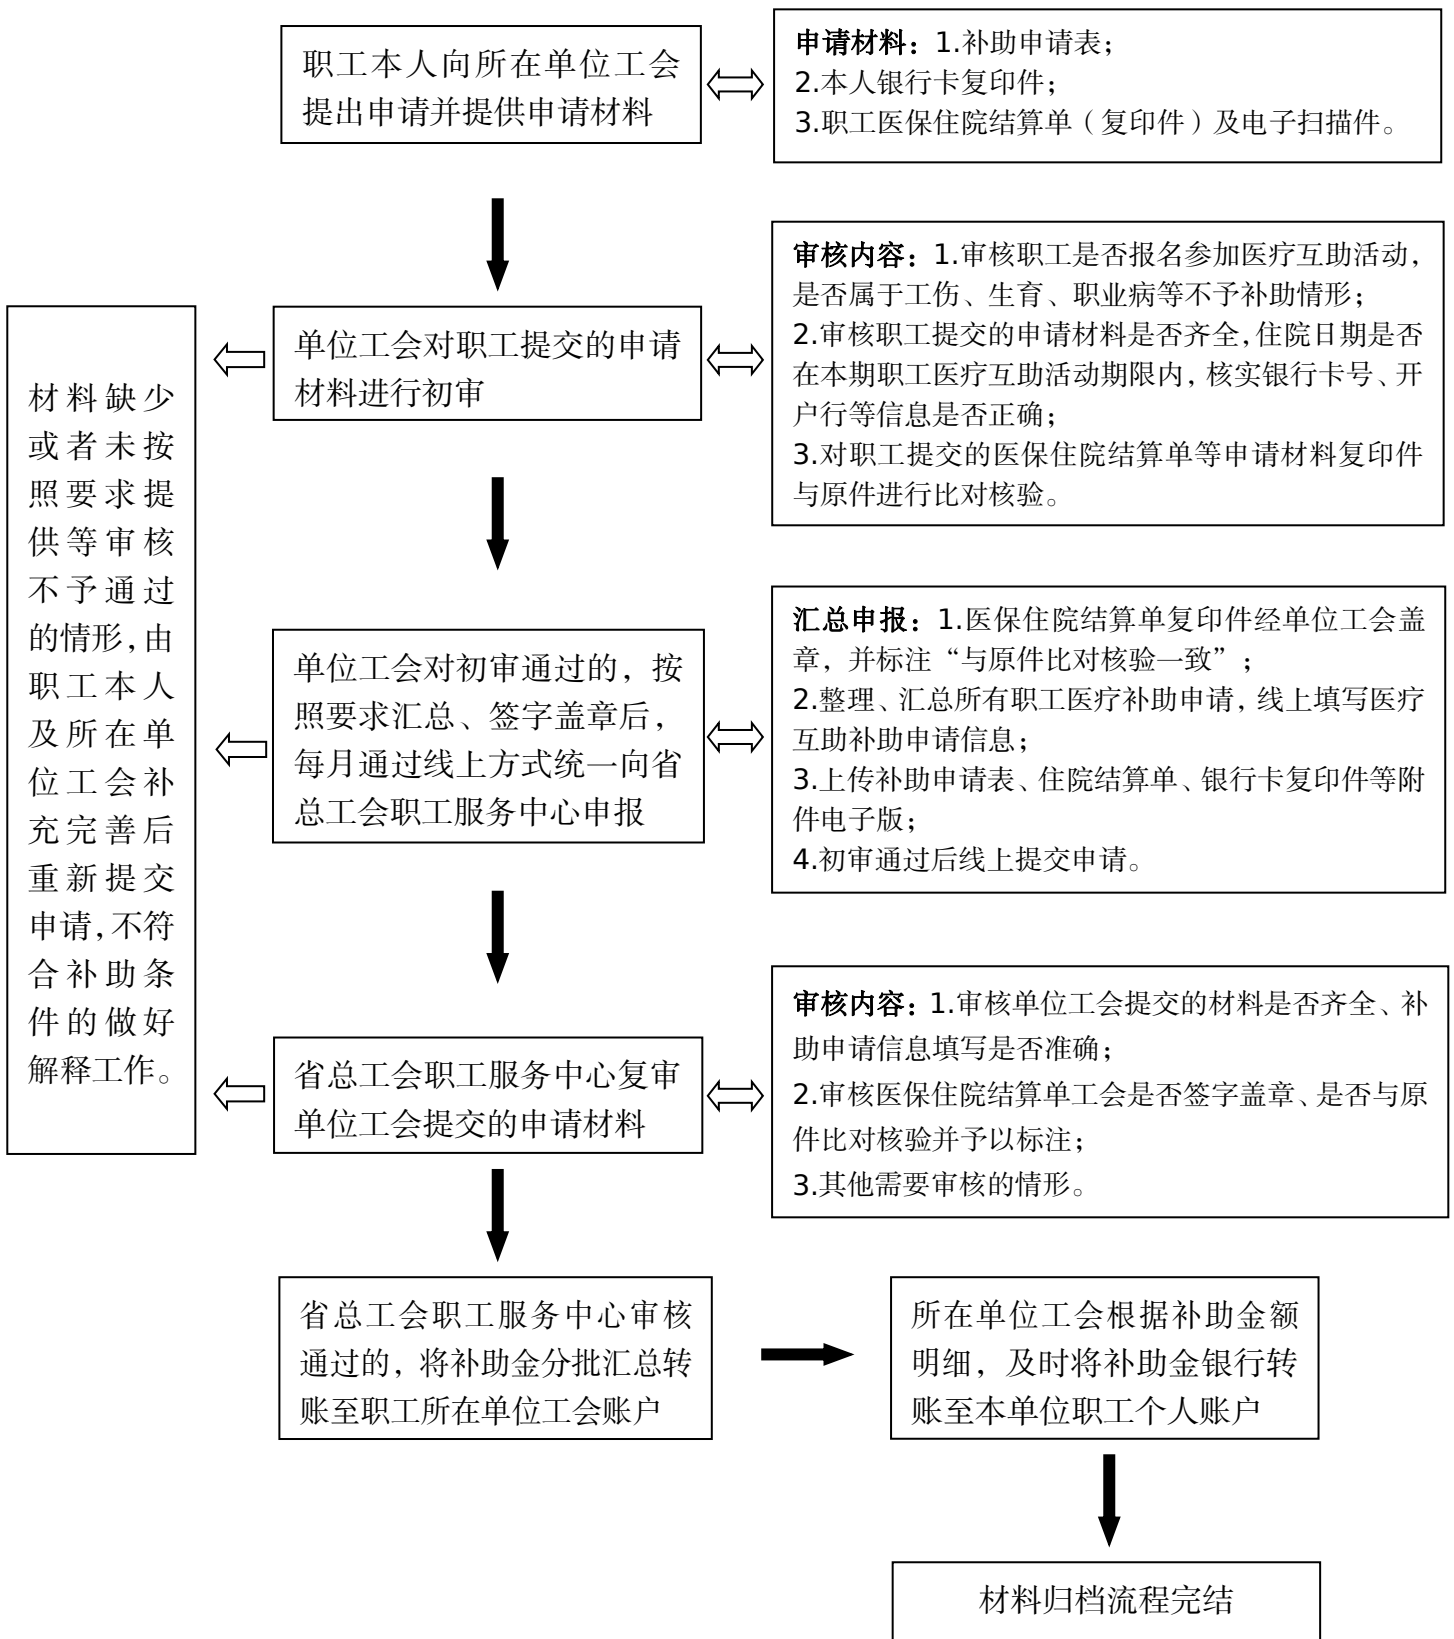 职工本人向所在单位工会
提出申请并提供申请材料
申请材料：1.补助申请表；
2.本人银行卡复印件；
3.职工医保住院结算单（复印件）及电子扫描件。
单位工会对职工提交的申请
材料进行初审
审核内容：1.审核职工是否报名参加医疗互助活动，
是否属于工伤、生育、职业病等不予补助情形；
2.审核职工提交的申请材料是否齐全，住院日期是否
在本期职工医疗互助活动期限内，核实银行卡号、开
户行等信息是否正确；
3.对职工提交的医保住院结算单等申请材料复印件
与原件进行比对核验。
材料缺少
或者未按
照要求提
供等审核
不予通过
的情形，由
职工本人
及所在单
位工会补
充完善后
重新提交
申请，不符
合补助条
件的做好
解释工作。
单位工会对初审通过的，按
照要求汇总、签字盖章后，
每月通过线上方式统一向省
总工会职工服务中心申报
汇总申报：1.医保住院结算单复印件经单位工会盖
章，并标注“与原件比对核验一致”；
2.整理、汇总所有职工医疗补助申请，线上填写医疗
互助补助申请信息；
3.上传补助申请表、住院结算单、银行卡复印件等附
件电子版；
4.初审通过后线上提交申请。
省总工会职工服务中心复审
单位工会提交的申请材料
审核内容：1.审核单位工会提交的材料是否齐全、补
助申请信息填写是否准确；
2.审核医保住院结算单工会是否签字盖章、是否与原
件比对核验并予以标注；
3.其他需要审核的情形。
省总工会职工服务中心审核
通过的，将补助金分批汇总转
账至职工所在单位工会账户
所在单位工会根据补助金额
明细，及时将补助金银行转
账至本单位职工个人账户
材料归档流程完结